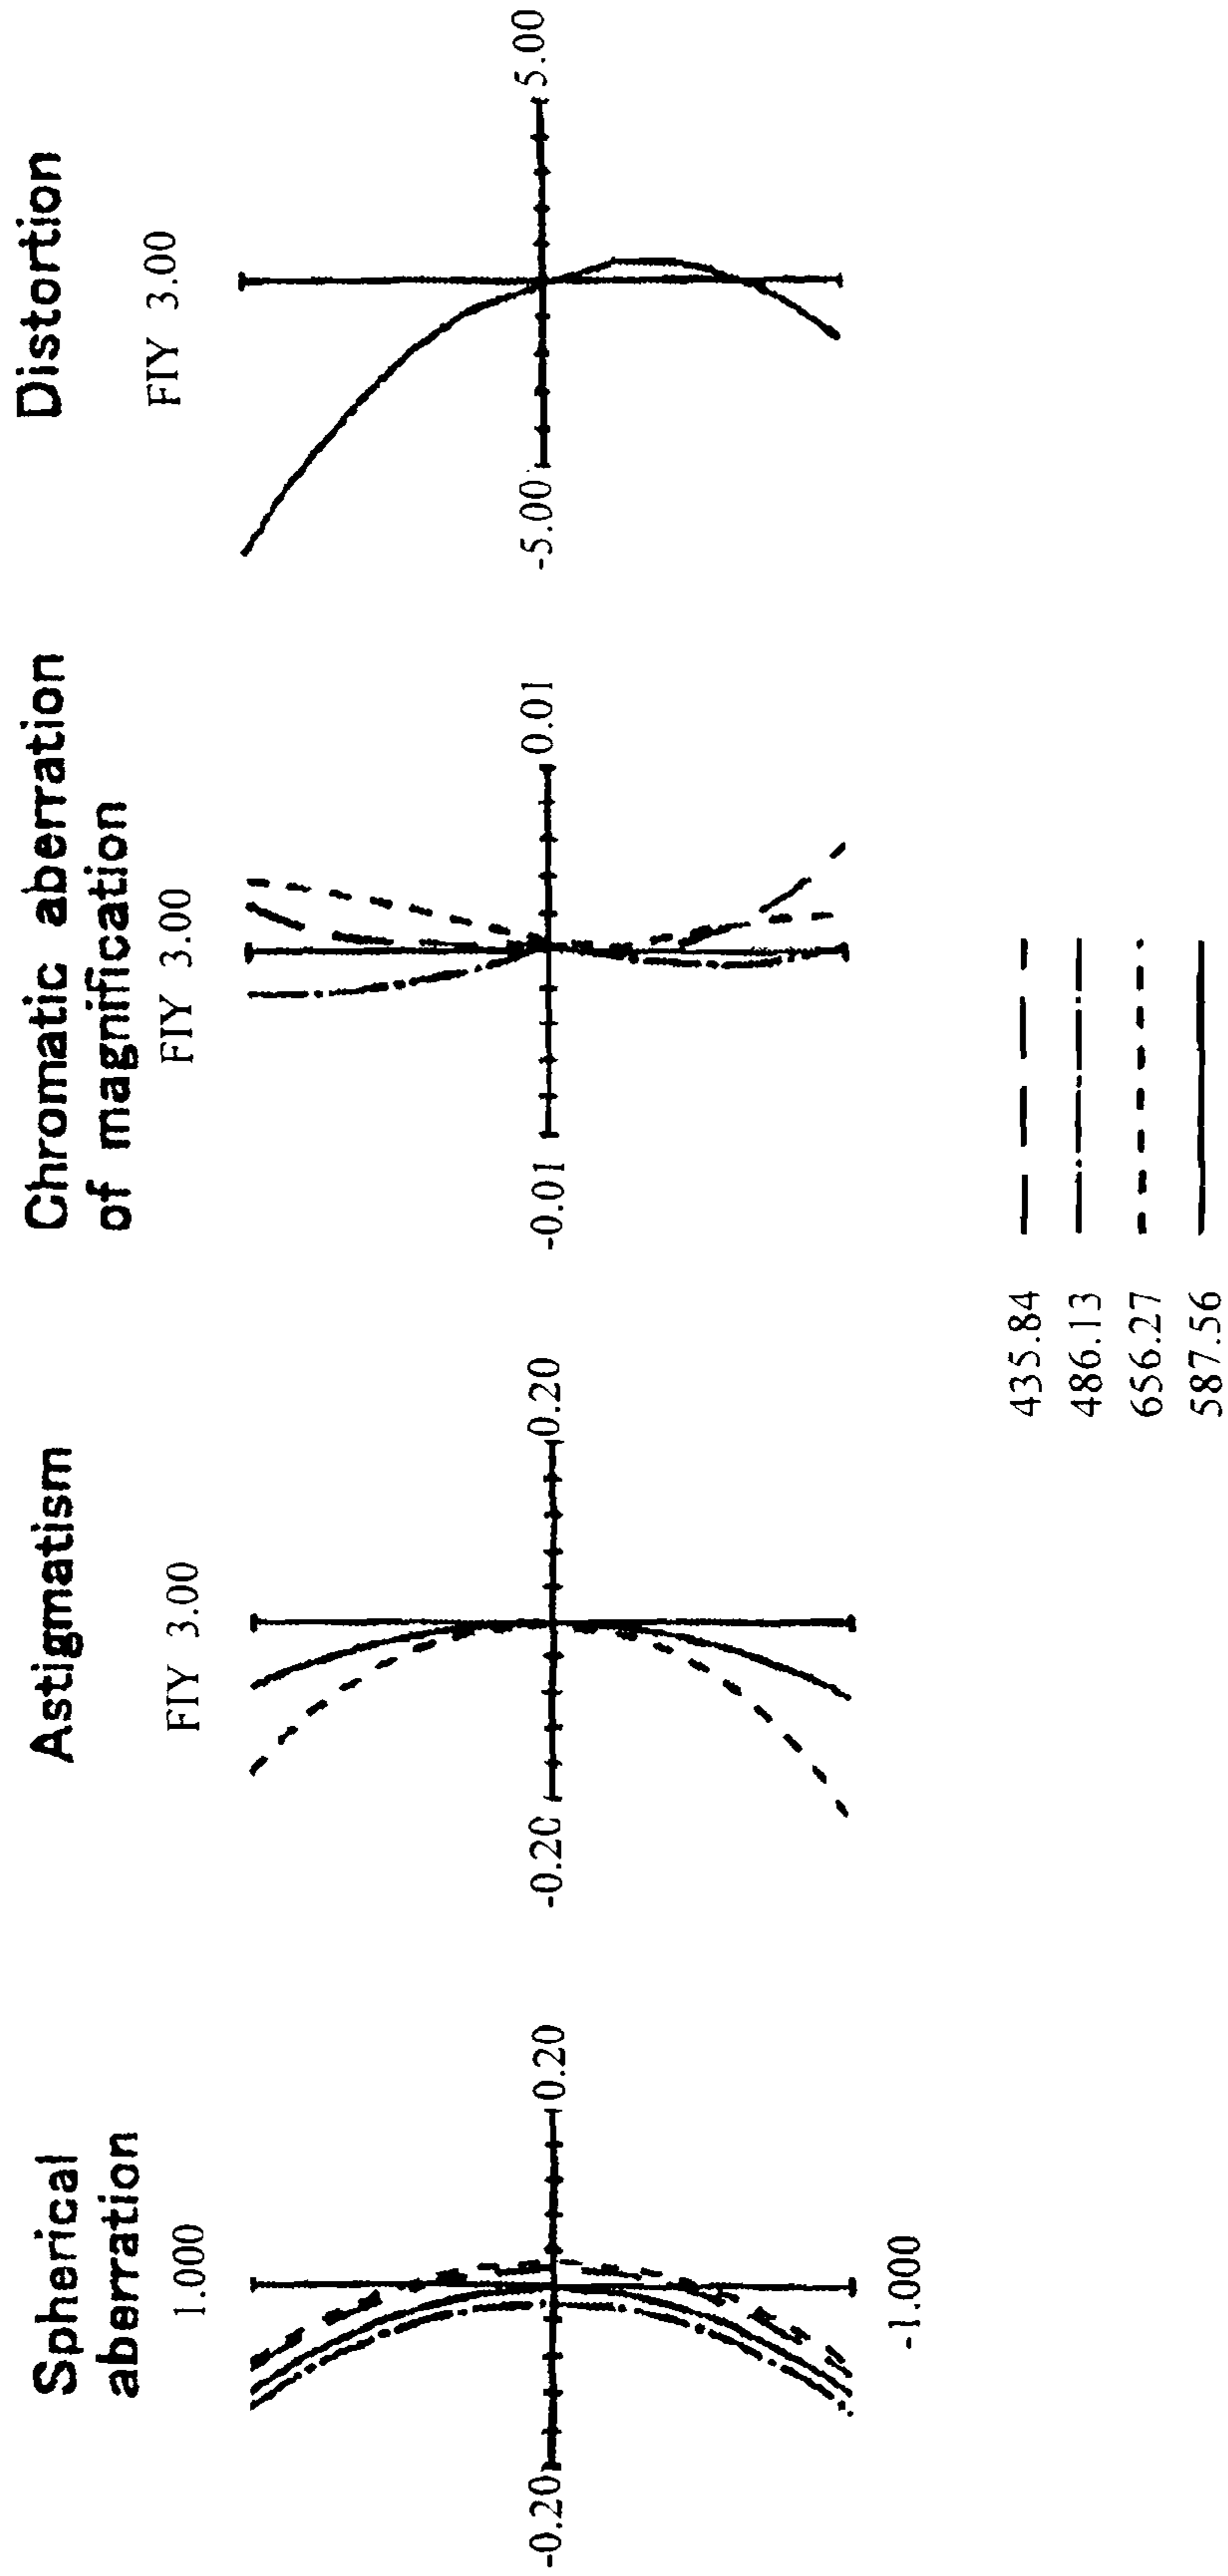 Spherical
aberration
1.000
-0.20
0.20
-1.000
Astigmatism
FIY 3.00
-0.20
0.20
Chromatic aberration
of magnification
FIY 3.00
-0.01
0.01
Distortion
FIY 3.00
-5.00
5.00
435.84
486.13
656.27
587.56